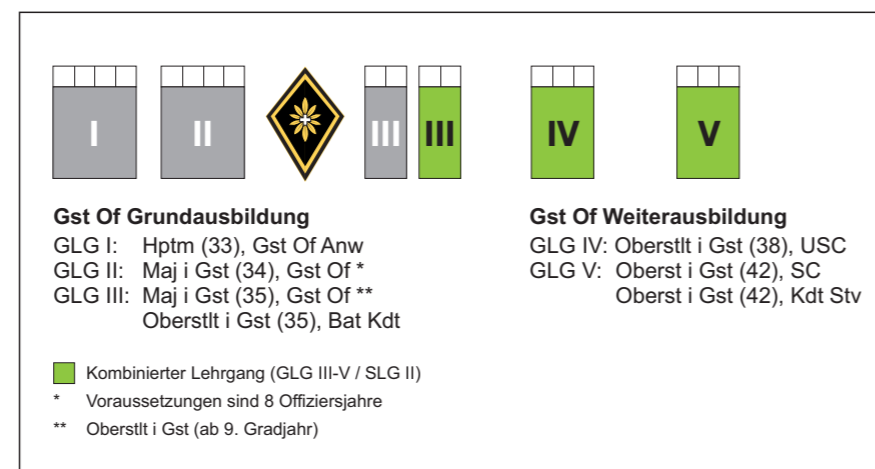 I II III III IV V
Gst Of Grundausbildung
GLG I: Hptm (33), Gst Of Anw
GLG II: Maj i Gst (34), Gst Of *
GLG III: Maj i Gst (35), Gst Of **
Oberstlt i Gst (35), Bat Kdt
Gst Of Weiterausbildung
GLG IV: Oberstlt i Gst (38), USC
GLG V: Oberst i Gst (42), SC
Oberst i Gst (42), Kdt Stv
Kombinierter Lehrgang (GLG III-V / SLG II)
* Voraussetzungen sind 8 Offiziersjahre
** Oberstlt i Gst (ab 9. Gradjahr)